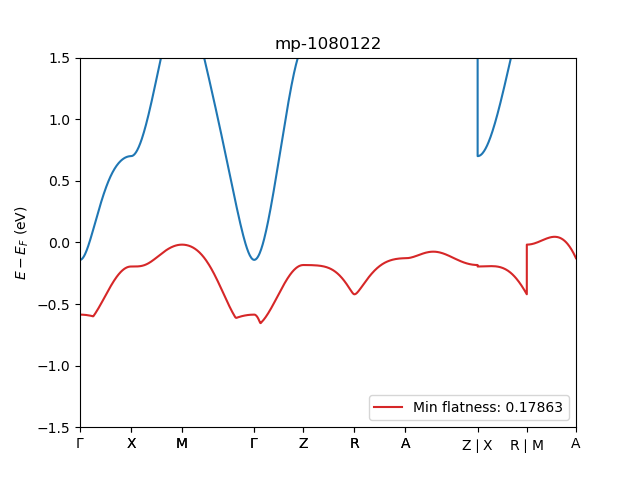 mp-1080122
E − E_F (eV)
1.5
1.0
0.5
0.0
−0.5
−1.0
−1.5
Min flatness: 0.17863
Γ X M Γ Z R A Z | X R | M A